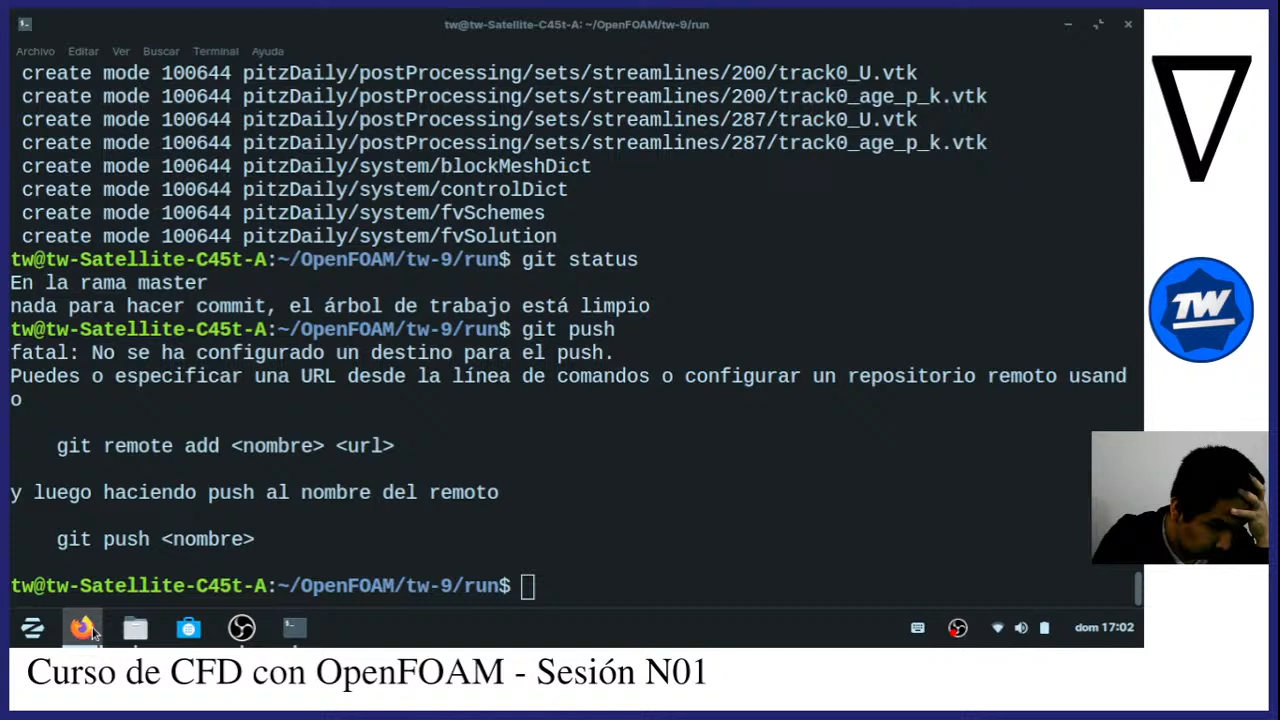 tw@tw-Satellite-C45t-A: ~/OpenFOAM/tw-9/run
Archivo Editar Ver Buscar Terminal Ayuda
create mode 100644 pitzDaily/postProcessing/sets/streamlines/200/track0_U.vtk
create mode 100644 pitzDaily/postProcessing/sets/streamlines/200/track0_age_p_k.vtk
create mode 100644 pitzDaily/postProcessing/sets/streamlines/287/track0_U.vtk
create mode 100644 pitzDaily/postProcessing/sets/streamlines/287/track0_age_p_k.vtk
create mode 100644 pitzDaily/system/blockMeshDict
create mode 100644 pitzDaily/system/controlDict
create mode 100644 pitzDaily/system/fvSchemes
create mode 100644 pitzDaily/system/fvSolution
tw@tw-Satellite-C45t-A:~/OpenFOAM/tw-9/run$ git status
En la rama master
nada para hacer commit, el árbol de trabajo está limpio
tw@tw-Satellite-C45t-A:~/OpenFOAM/tw-9/run$ git push
fatal: No se ha configurado un destino para el push.
Puedes o especificar una URL desde la línea de comandos o configurar un repositorio remoto usand
o
git remote add <nombre> <url>
y luego haciendo push al nombre del remoto
git push <nombre>
tw@tw-Satellite-C45t-A:~/OpenFOAM/tw-9/run$
TW
dom 17:02
Curso de CFD con OpenFOAM - Sesión N01